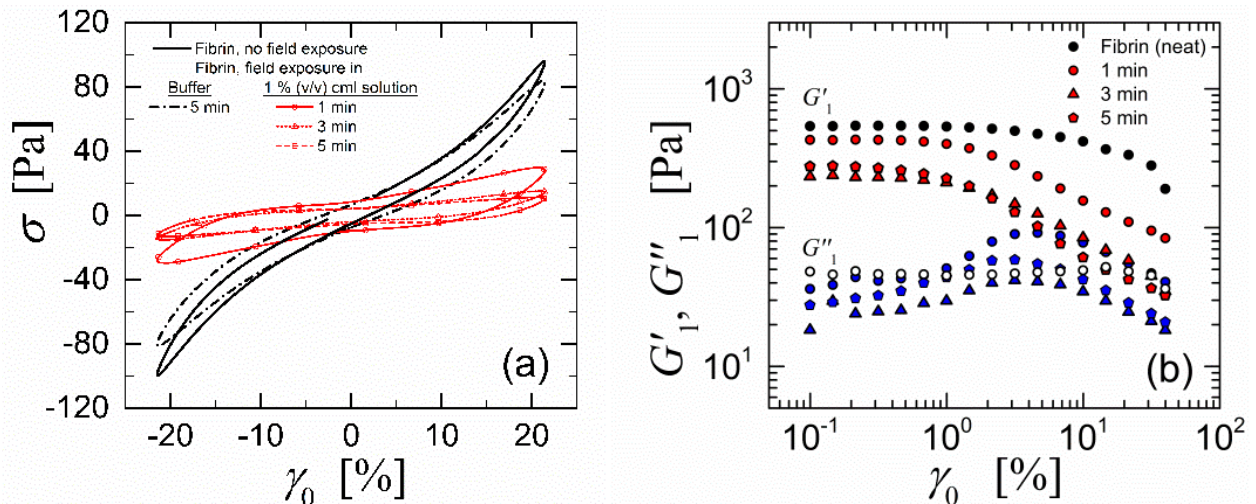 120
80
40
0
-40
-80
-120
σ [Pa]
Fibrin, no field exposure
Fibrin, field exposure in
Buffer
1 % (v/v) cml solution
5 min
1 min
3 min
5 min
(a)
-20
-10
0
10
20
γ0 [%]
10^3
10^2
10^1
G'1, G''1 [Pa]
Fibrin (neat)
1 min
3 min
5 min
G'1
G''1
(b)
10^-1
10^0
10^1
10^2
γ0 [%]